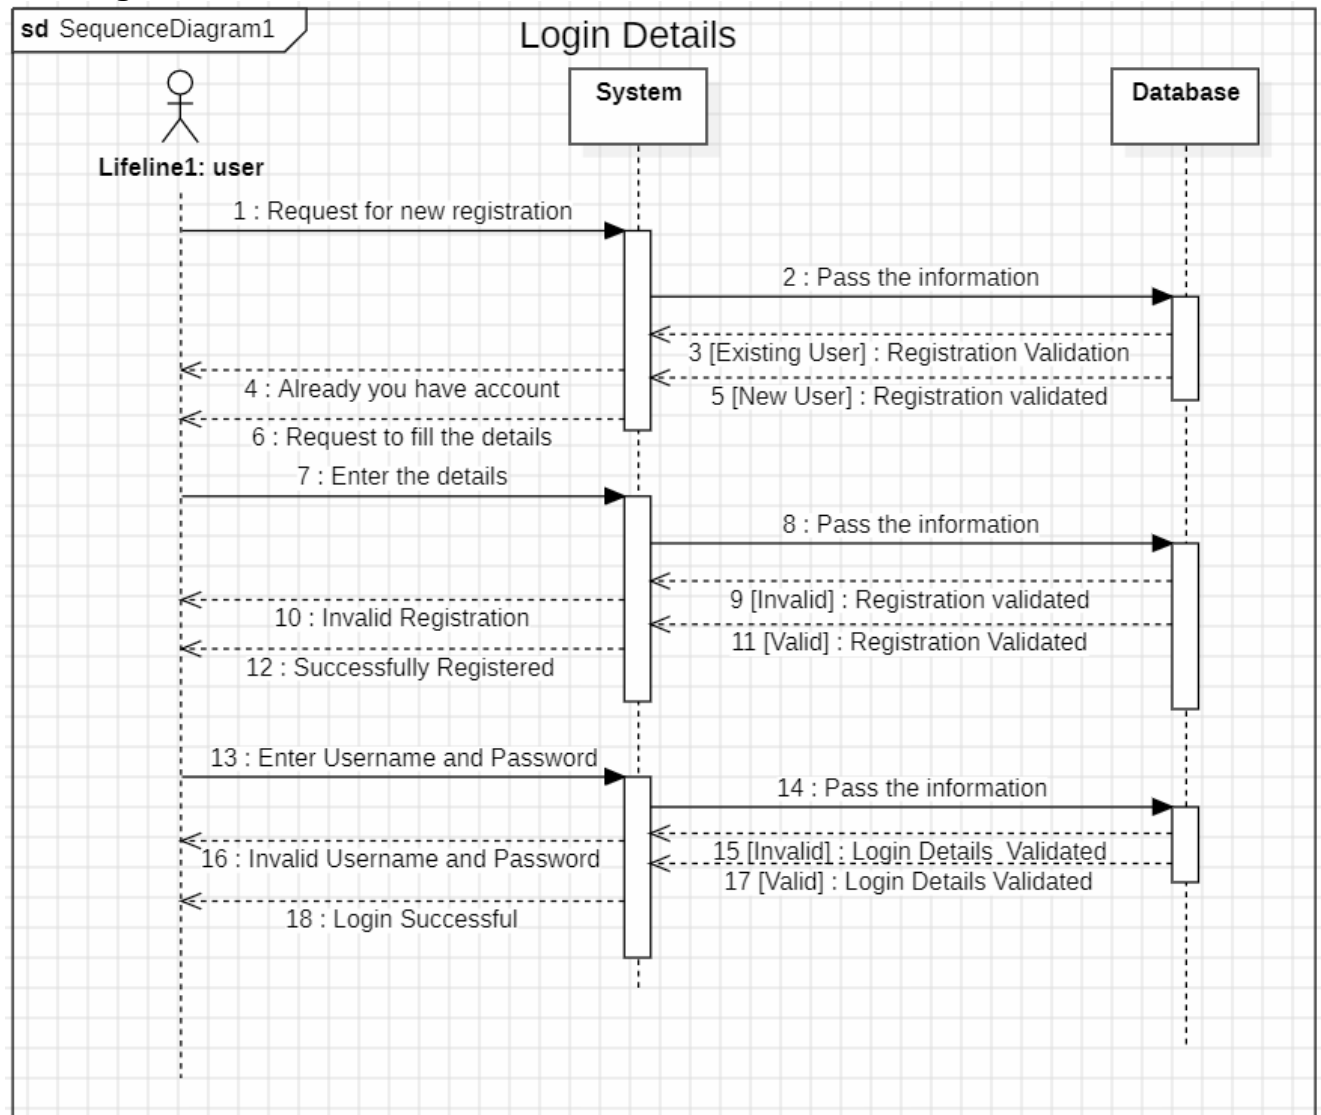 sd SequenceDiagram1
Login Details
System
Database
Lifeline1: user
1 : Request for new registration
2 : Pass the information
3 [Existing User] : Registration Validation
4 : Already you have account
5 [New User] : Registration validated
6 : Request to fill the details
7 : Enter the details
8 : Pass the information
9 [Invalid] : Registration validated
10 : Invalid Registration
11 [Valid] : Registration Validated
12 : Successfully Registered
13 : Enter Username and Password
14 : Pass the information
15 [Invalid] : Login Details  Validated
16 : Invalid Username and Password
17 [Valid] : Login Details Validated
18 : Login Successful